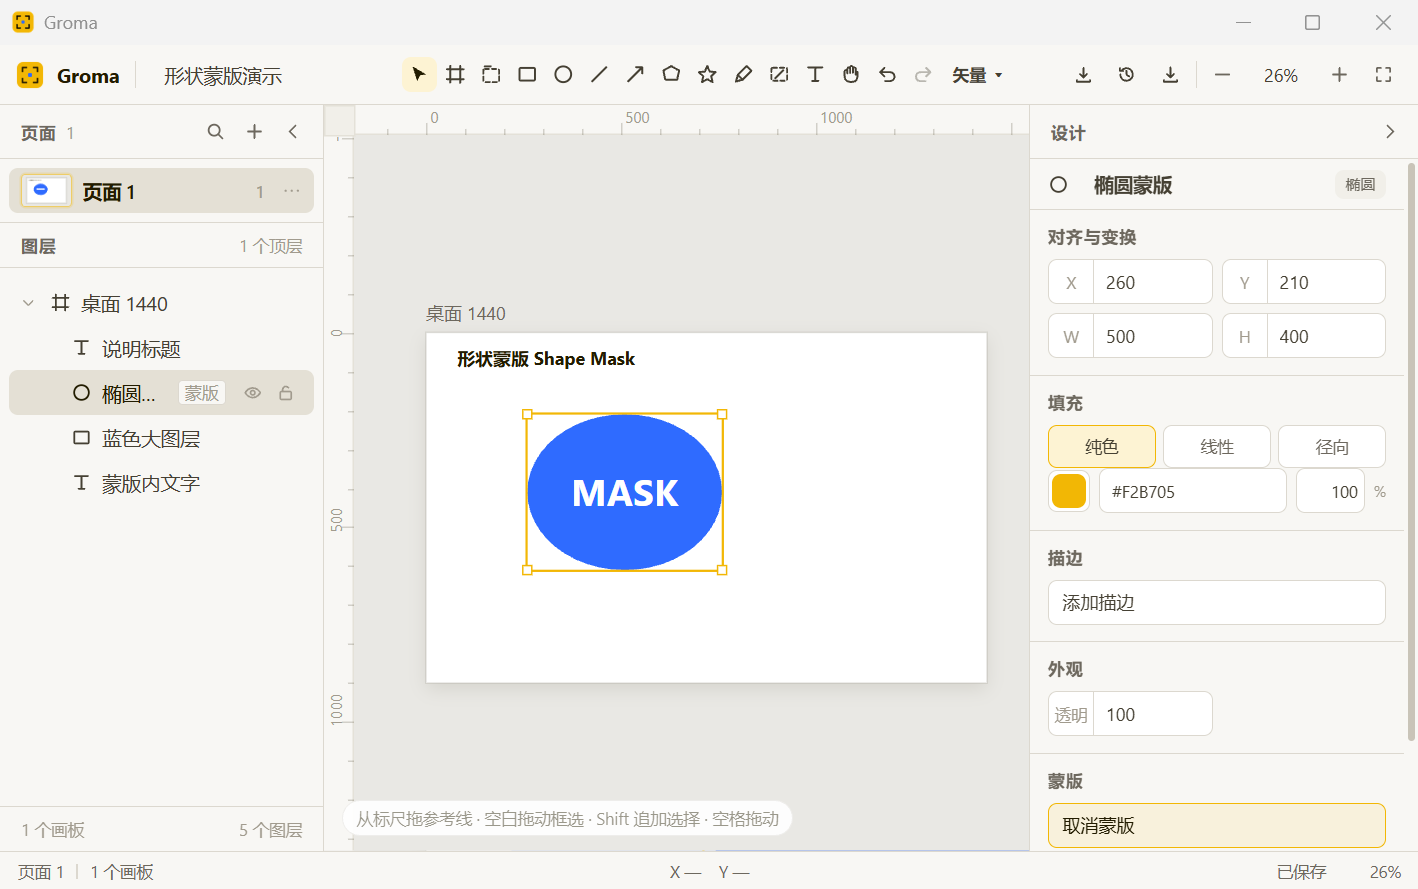 Groma
Groma
形状蒙版演示
矢量
26%
页面 1
页面 1
1
图层
1 个顶层
桌面 1440
说明标题
椭圆...
蒙版
蓝色大图层
蒙版内文字
1 个画板
5 个图层
0
500
1000
0
500
1000
桌面 1440
形状蒙版 Shape Mask
MASK
从标尺拖参考线 · 空白拖动框选 · Shift 追加选择 · 空格拖动
设计
椭圆蒙版
椭圆
对齐与变换
X 260
Y 210
W 500
H 400
填充
纯色
线性
径向
#F2B705
100 %
描边
添加描边
外观
透明 100
蒙版
取消蒙版
页面 1
1 个画板
X — Y —
已保存
26%